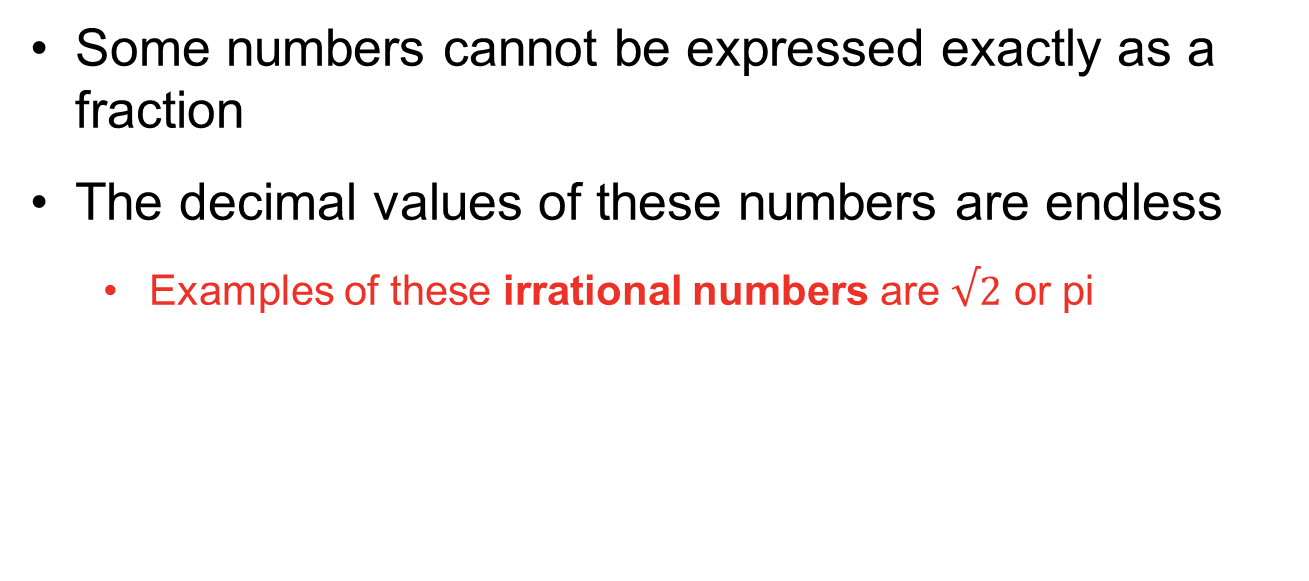 • Some numbers cannot be expressed exactly as a
fraction
• The decimal values of these numbers are endless
• Examples of these irrational numbers are √2 or pi